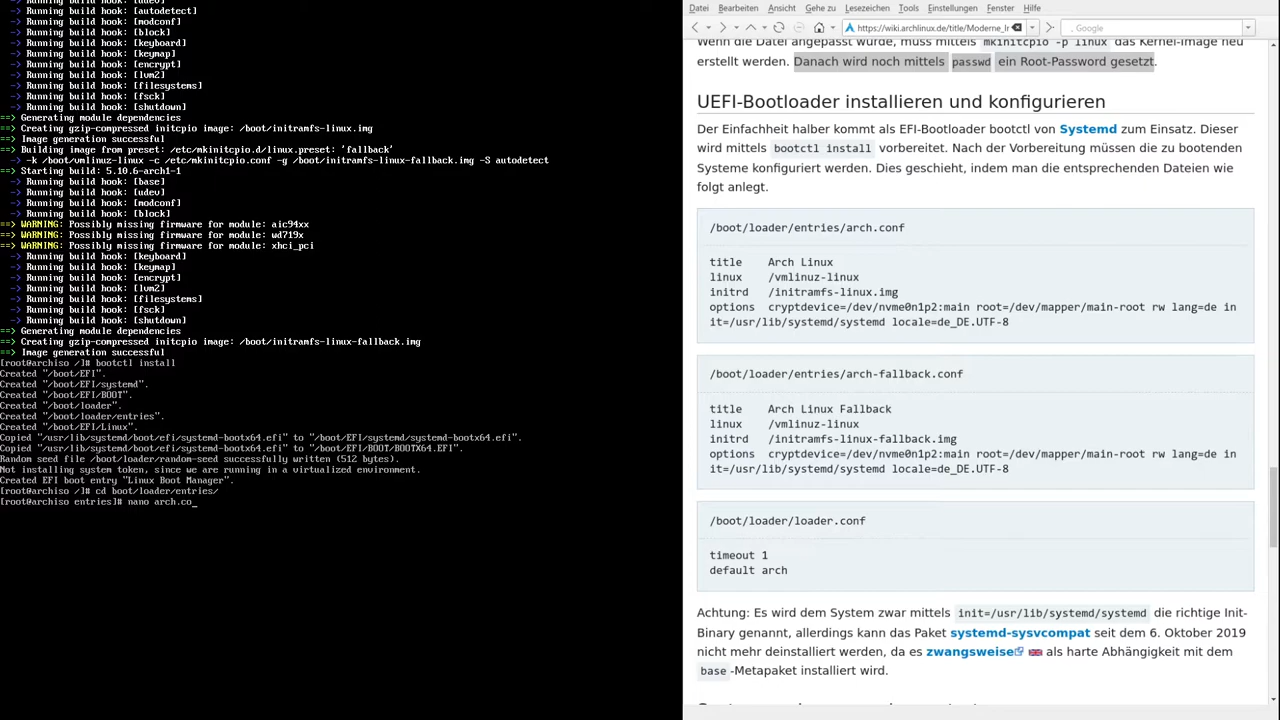 -> Running build hook: [udev]
-> Running build hook: [autodetect]
-> Running build hook: [modconf]
-> Running build hook: [block]
-> Running build hook: [keyboard]
-> Running build hook: [keymap]
-> Running build hook: [encrypt]
-> Running build hook: [lvm2]
-> Running build hook: [filesystems]
-> Running build hook: [fsck]
-> Running build hook: [shutdown]
==> Generating module dependencies
==> Creating gzip-compressed initcpio image: /boot/initramfs-linux.img
==> Image generation successful
==> Building image from preset: /etc/mkinitcpio.d/linux.preset: 'fallback'
-> -k /boot/vmlinuz-linux -c /etc/mkinitcpio.conf -g /boot/initramfs-linux-fallback.img -S autodetect
==> Starting build: 5.10.6-arch1-1
-> Running build hook: [base]
-> Running build hook: [udev]
-> Running build hook: [modconf]
-> Running build hook: [block]
==> WARNING: Possibly missing firmware for module: aic94xx
==> WARNING: Possibly missing firmware for module: wd719x
==> WARNING: Possibly missing firmware for module: xhci_pci
-> Running build hook: [keyboard]
-> Running build hook: [keymap]
-> Running build hook: [encrypt]
-> Running build hook: [lvm2]
-> Running build hook: [filesystems]
-> Running build hook: [fsck]
-> Running build hook: [shutdown]
==> Generating module dependencies
==> Creating gzip-compressed initcpio image: /boot/initramfs-linux-fallback.img
==> Image generation successful
[root@archiso /]# bootctl install
Created "/boot/EFI".
Created "/boot/EFI/systemd".
Created "/boot/EFI/BOOT".
Created "/boot/loader".
Created "/boot/loader/entries".
Created "/boot/EFI/Linux".
Copied "/usr/lib/systemd/boot/efi/systemd-bootx64.efi" to "/boot/EFI/systemd/systemd-bootx64.efi".
Copied "/usr/lib/systemd/boot/efi/systemd-bootx64.efi" to "/boot/EFI/BOOT/BOOTX64.EFI".
Random seed file /boot/loader/random-seed successfully written (512 bytes).
Not installing system token, since we are running in a virtualized environment.
Created EFI boot entry "Linux Boot Manager".
[root@archiso /]# cd boot/loader/entries/
[root@archiso entries]# nano arch.co_
Datei Bearbeiten Ansicht Gehe zu Lesezeichen Tools Einstellungen Fenster Hilfe
https://wiki.archlinux.de/title/Moderne_I
Google
Wenn die Datei angepasst wurde, muss mittels mkinitcpio -p linux das Kernel-Image neu
erstellt werden. Danach wird noch mittels passwd ein Root-Password gesetzt.
UEFI-Bootloader installieren und konfigurieren
Der Einfachheit halber kommt als EFI-Bootloader bootctl von Systemd zum Einsatz. Dieser
wird mittels bootctl install vorbereitet. Nach der Vorbereitung müssen die zu bootenden
Systeme konfiguriert werden. Dies geschieht, indem man die entsprechenden Dateien wie
folgt anlegt.
/boot/loader/entries/arch.conf
title Arch Linux
linux /vmlinuz-linux
initrd /initramfs-linux.img
options cryptdevice=/dev/nvme0n1p2:main root=/dev/mapper/main-root rw lang=de in
it=/usr/lib/systemd/systemd locale=de_DE.UTF-8
/boot/loader/entries/arch-fallback.conf
title Arch Linux Fallback
linux /vmlinuz-linux
initrd /initramfs-linux-fallback.img
options cryptdevice=/dev/nvme0n1p2:main root=/dev/mapper/main-root rw lang=de in
it=/usr/lib/systemd/systemd locale=de_DE.UTF-8
/boot/loader/loader.conf
timeout 1
default arch
Achtung: Es wird dem System zwar mittels init=/usr/lib/systemd/systemd die richtige Init-
Binary genannt, allerdings kann das Paket systemd-sysvcompat seit dem 6. Oktober 2019
nicht mehr deinstalliert werden, da es zwangsweise als harte Abhängigkeit mit dem
base -Metapaket installiert wird.